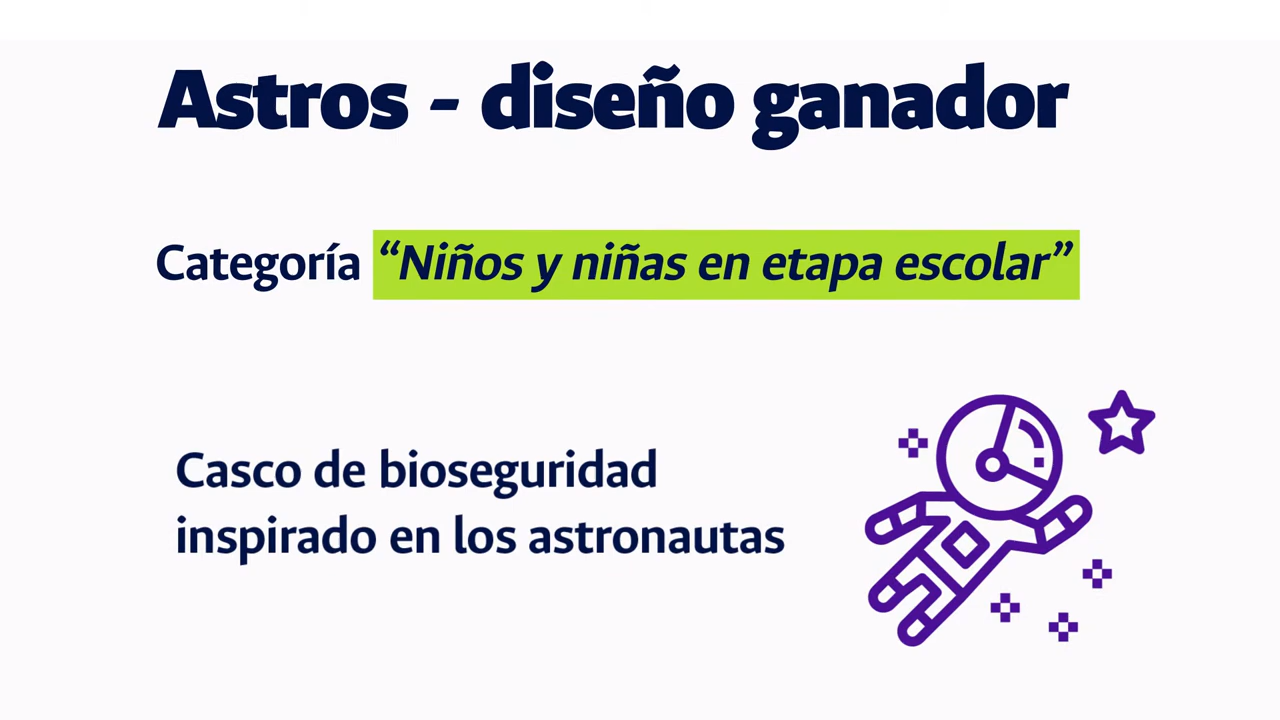 Astros - diseño ganador
Categoría “Niños y niñas en etapa escolar”
Casco de bioseguridad
inspirado en los astronautas